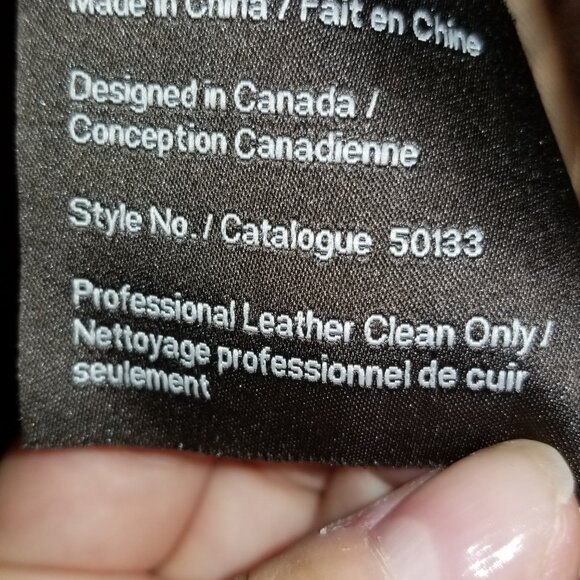 Made in China / Fait en Chine
Designed in Canada /
Conception Canadienne
Style No. / Catalogue 50133
Professional Leather Clean Only /
Nettoyage professionnel de cuir
seulement